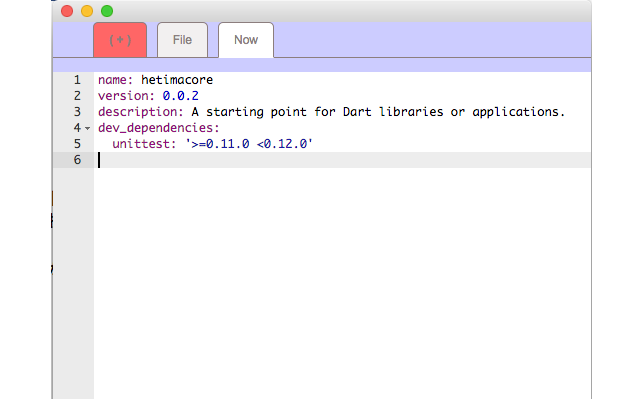 (+) File Now
1 name: hetimacore
2 version: 0.0.2
3 description: A starting point for Dart libraries or applications.
4 dev_dependencies:
5   unittest: '>=0.11.0 <0.12.0'
6